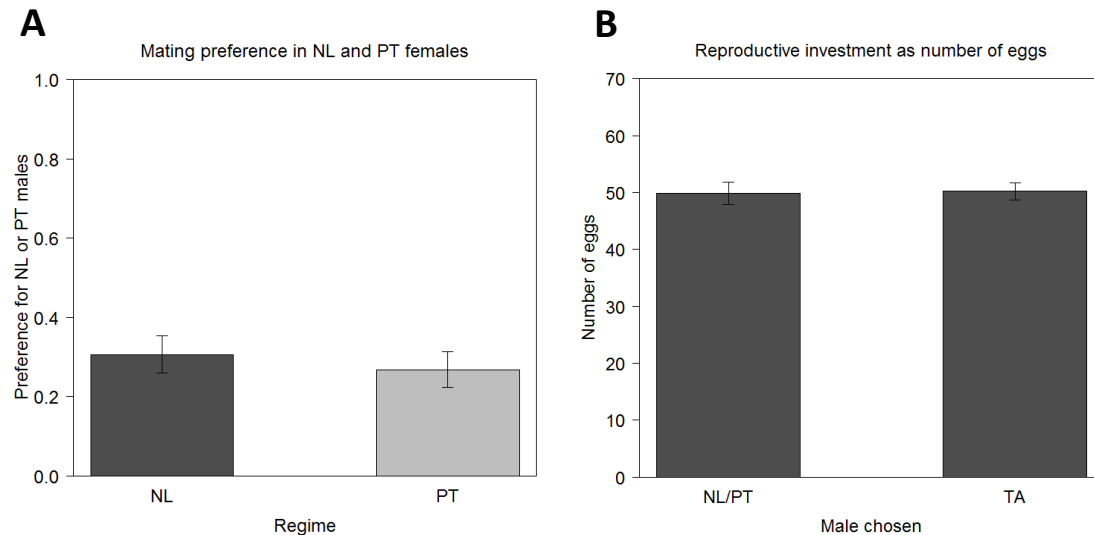 A
Mating preference in NL and PT females
Preference for NL or PT males
1.0
0.8
0.6
0.4
0.2
0.0
NL
PT
Regime
B
Reproductive investment as number of eggs
Number of eggs
70
60
50
40
30
20
10
0
NL/PT
TA
Male chosen